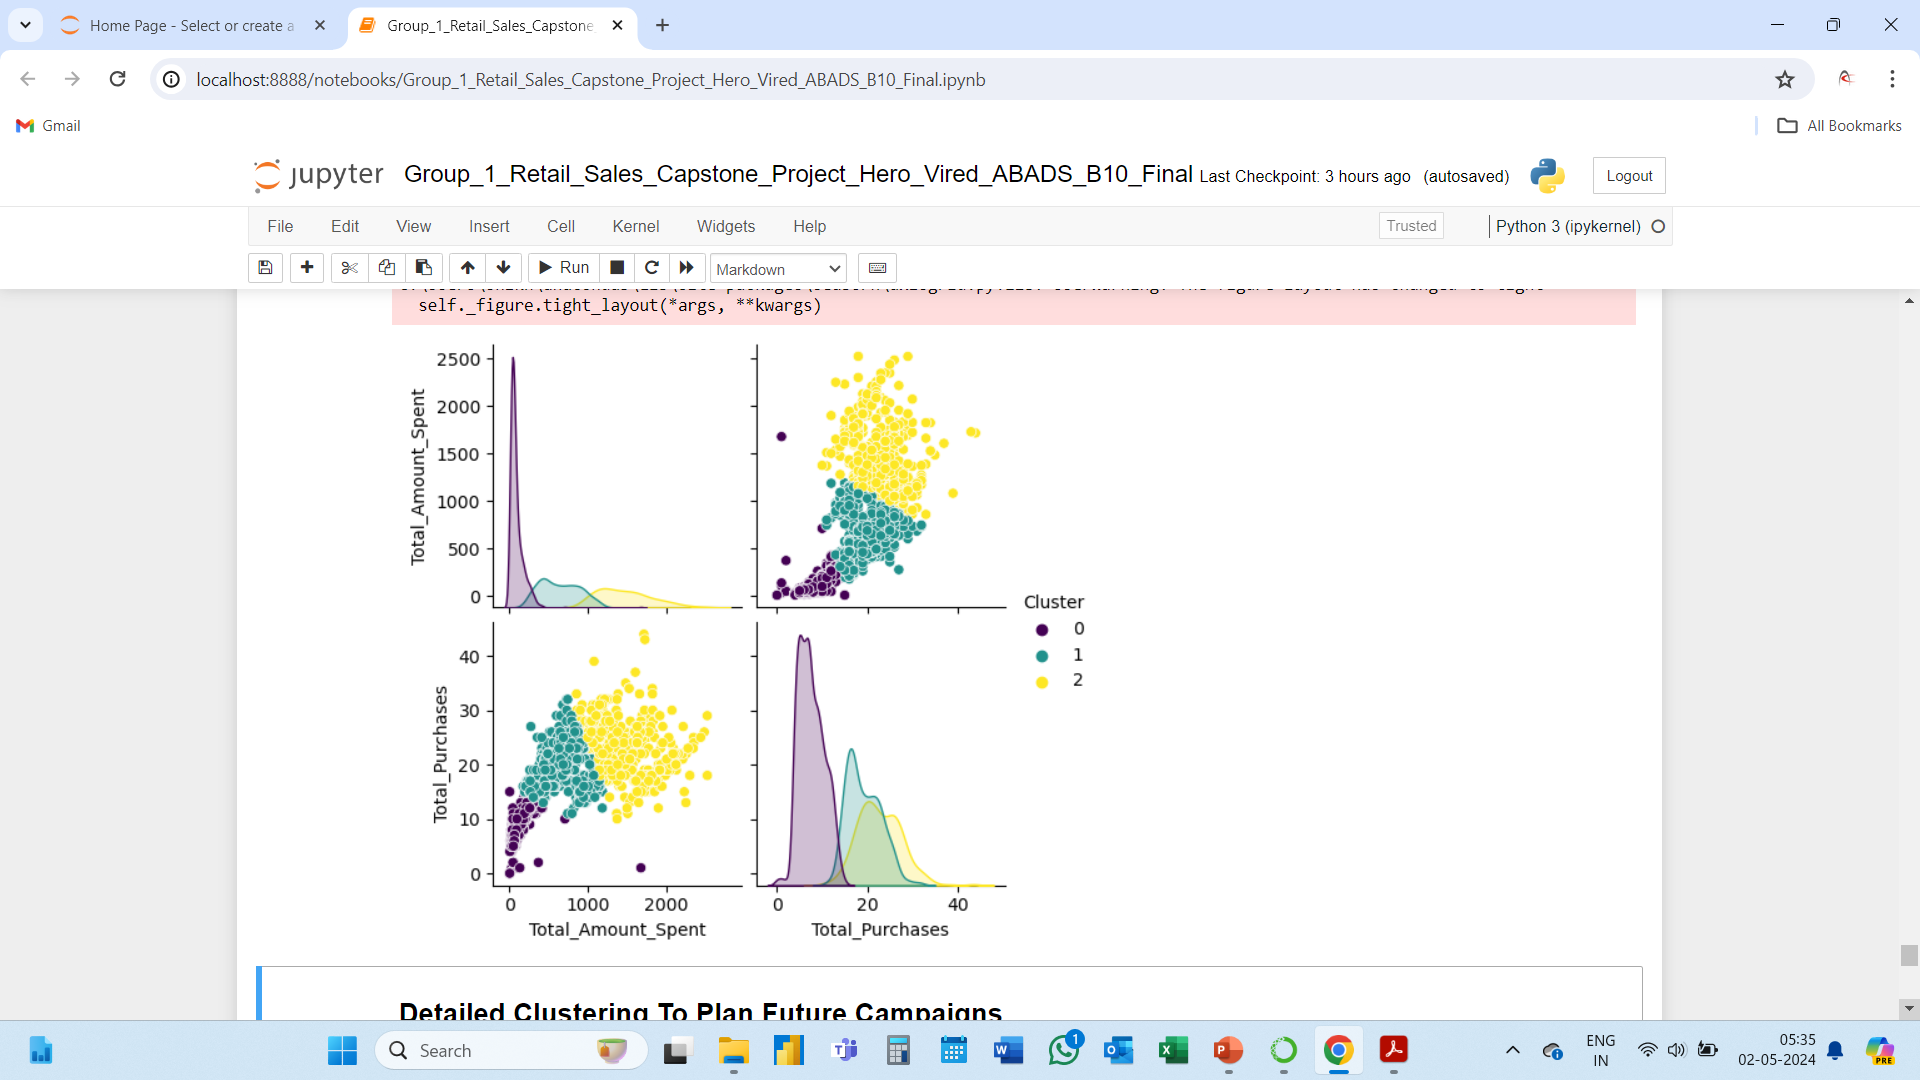 Home Page - Select or create a
Group_1_Retail_Sales_Capstone
localhost:8888/notebooks/Group_1_Retail_Sales_Capstone_Project_Hero_Vired_ABADS_B10_Final.ipynb
Gmail
All Bookmarks
jupyter
Group_1_Retail_Sales_Capstone_Project_Hero_Vired_ABADS_B10_Final Last Checkpoint: 3 hours ago (autosaved)
Logout
File Edit View Insert Cell Kernel Widgets Help
Trusted
Python 3 (ipykernel)
Run
Markdown
self._figure.tight_layout(*args, **kwargs)
Total_Amount_Spent
2500
2000
1500
1000
500
0
Total_Purchases
40
30
20
10
0
0 1000 2000
Total_Amount_Spent
0 20 40
Total_Purchases
Cluster
0
1
2
Detailed Clustering To Plan Future Campaigns
Search
1
ENG
IN
05:35
02-05-2024
PRE